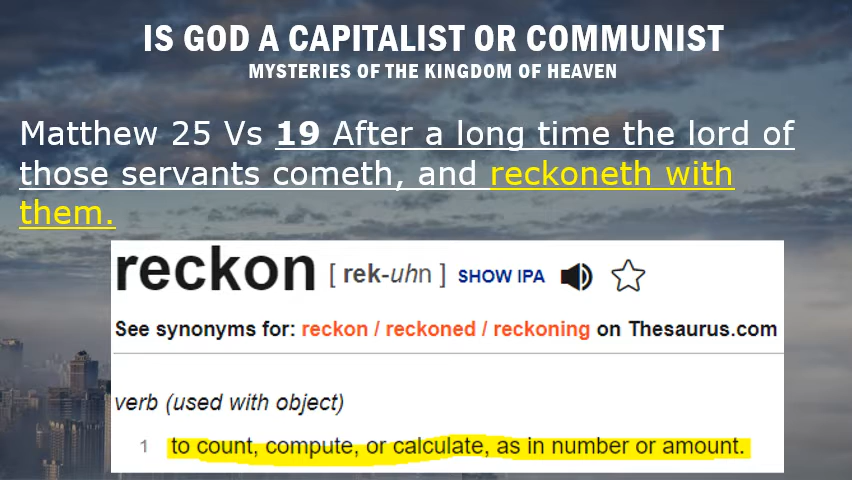 IS GOD A CAPITALIST OR COMMUNIST
MYSTERIES OF THE KINGDOM OF HEAVEN
Matthew 25 Vs 19 After a long time the lord of
those servants cometh, and reckoneth with
them.
reckon [ rek-uhn ] SHOW IPA
See synonyms for: reckon / reckoned / reckoning on Thesaurus.com
verb (used with object)
1 to count, compute, or calculate, as in number or amount.